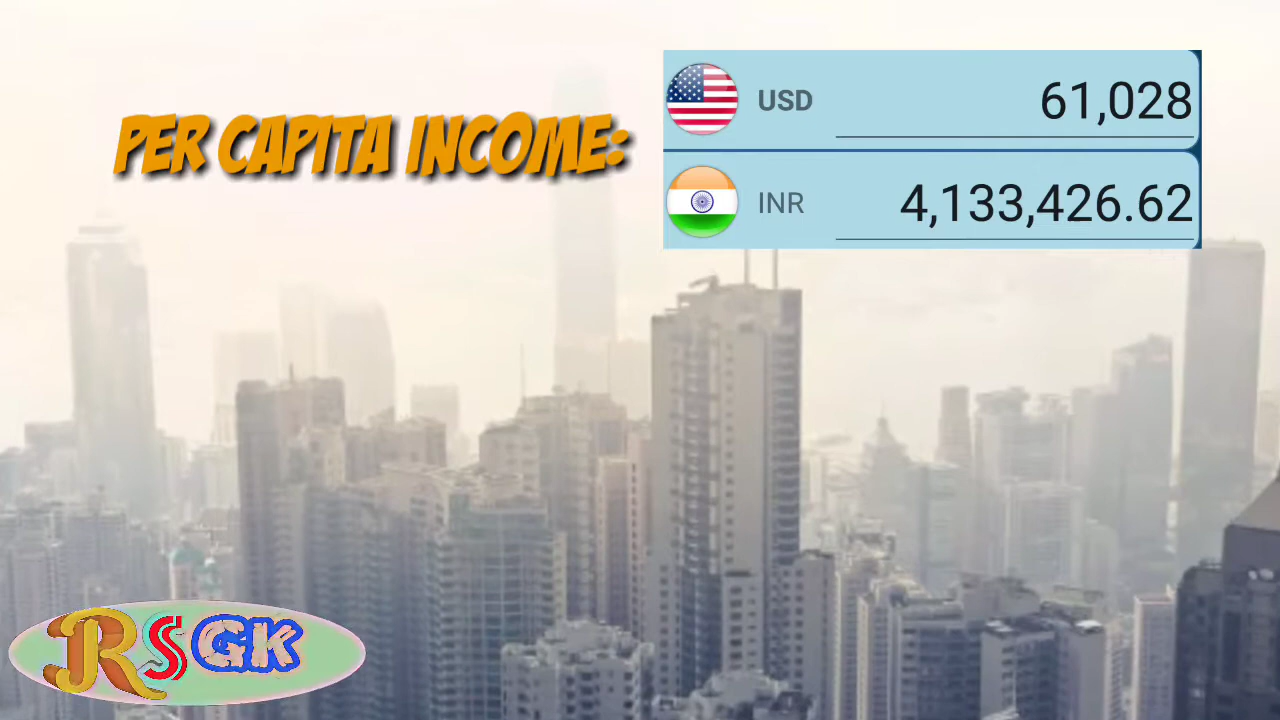 PER CAPITA INCOME:
USD 61,028
INR 4,133,426.62
RSGK